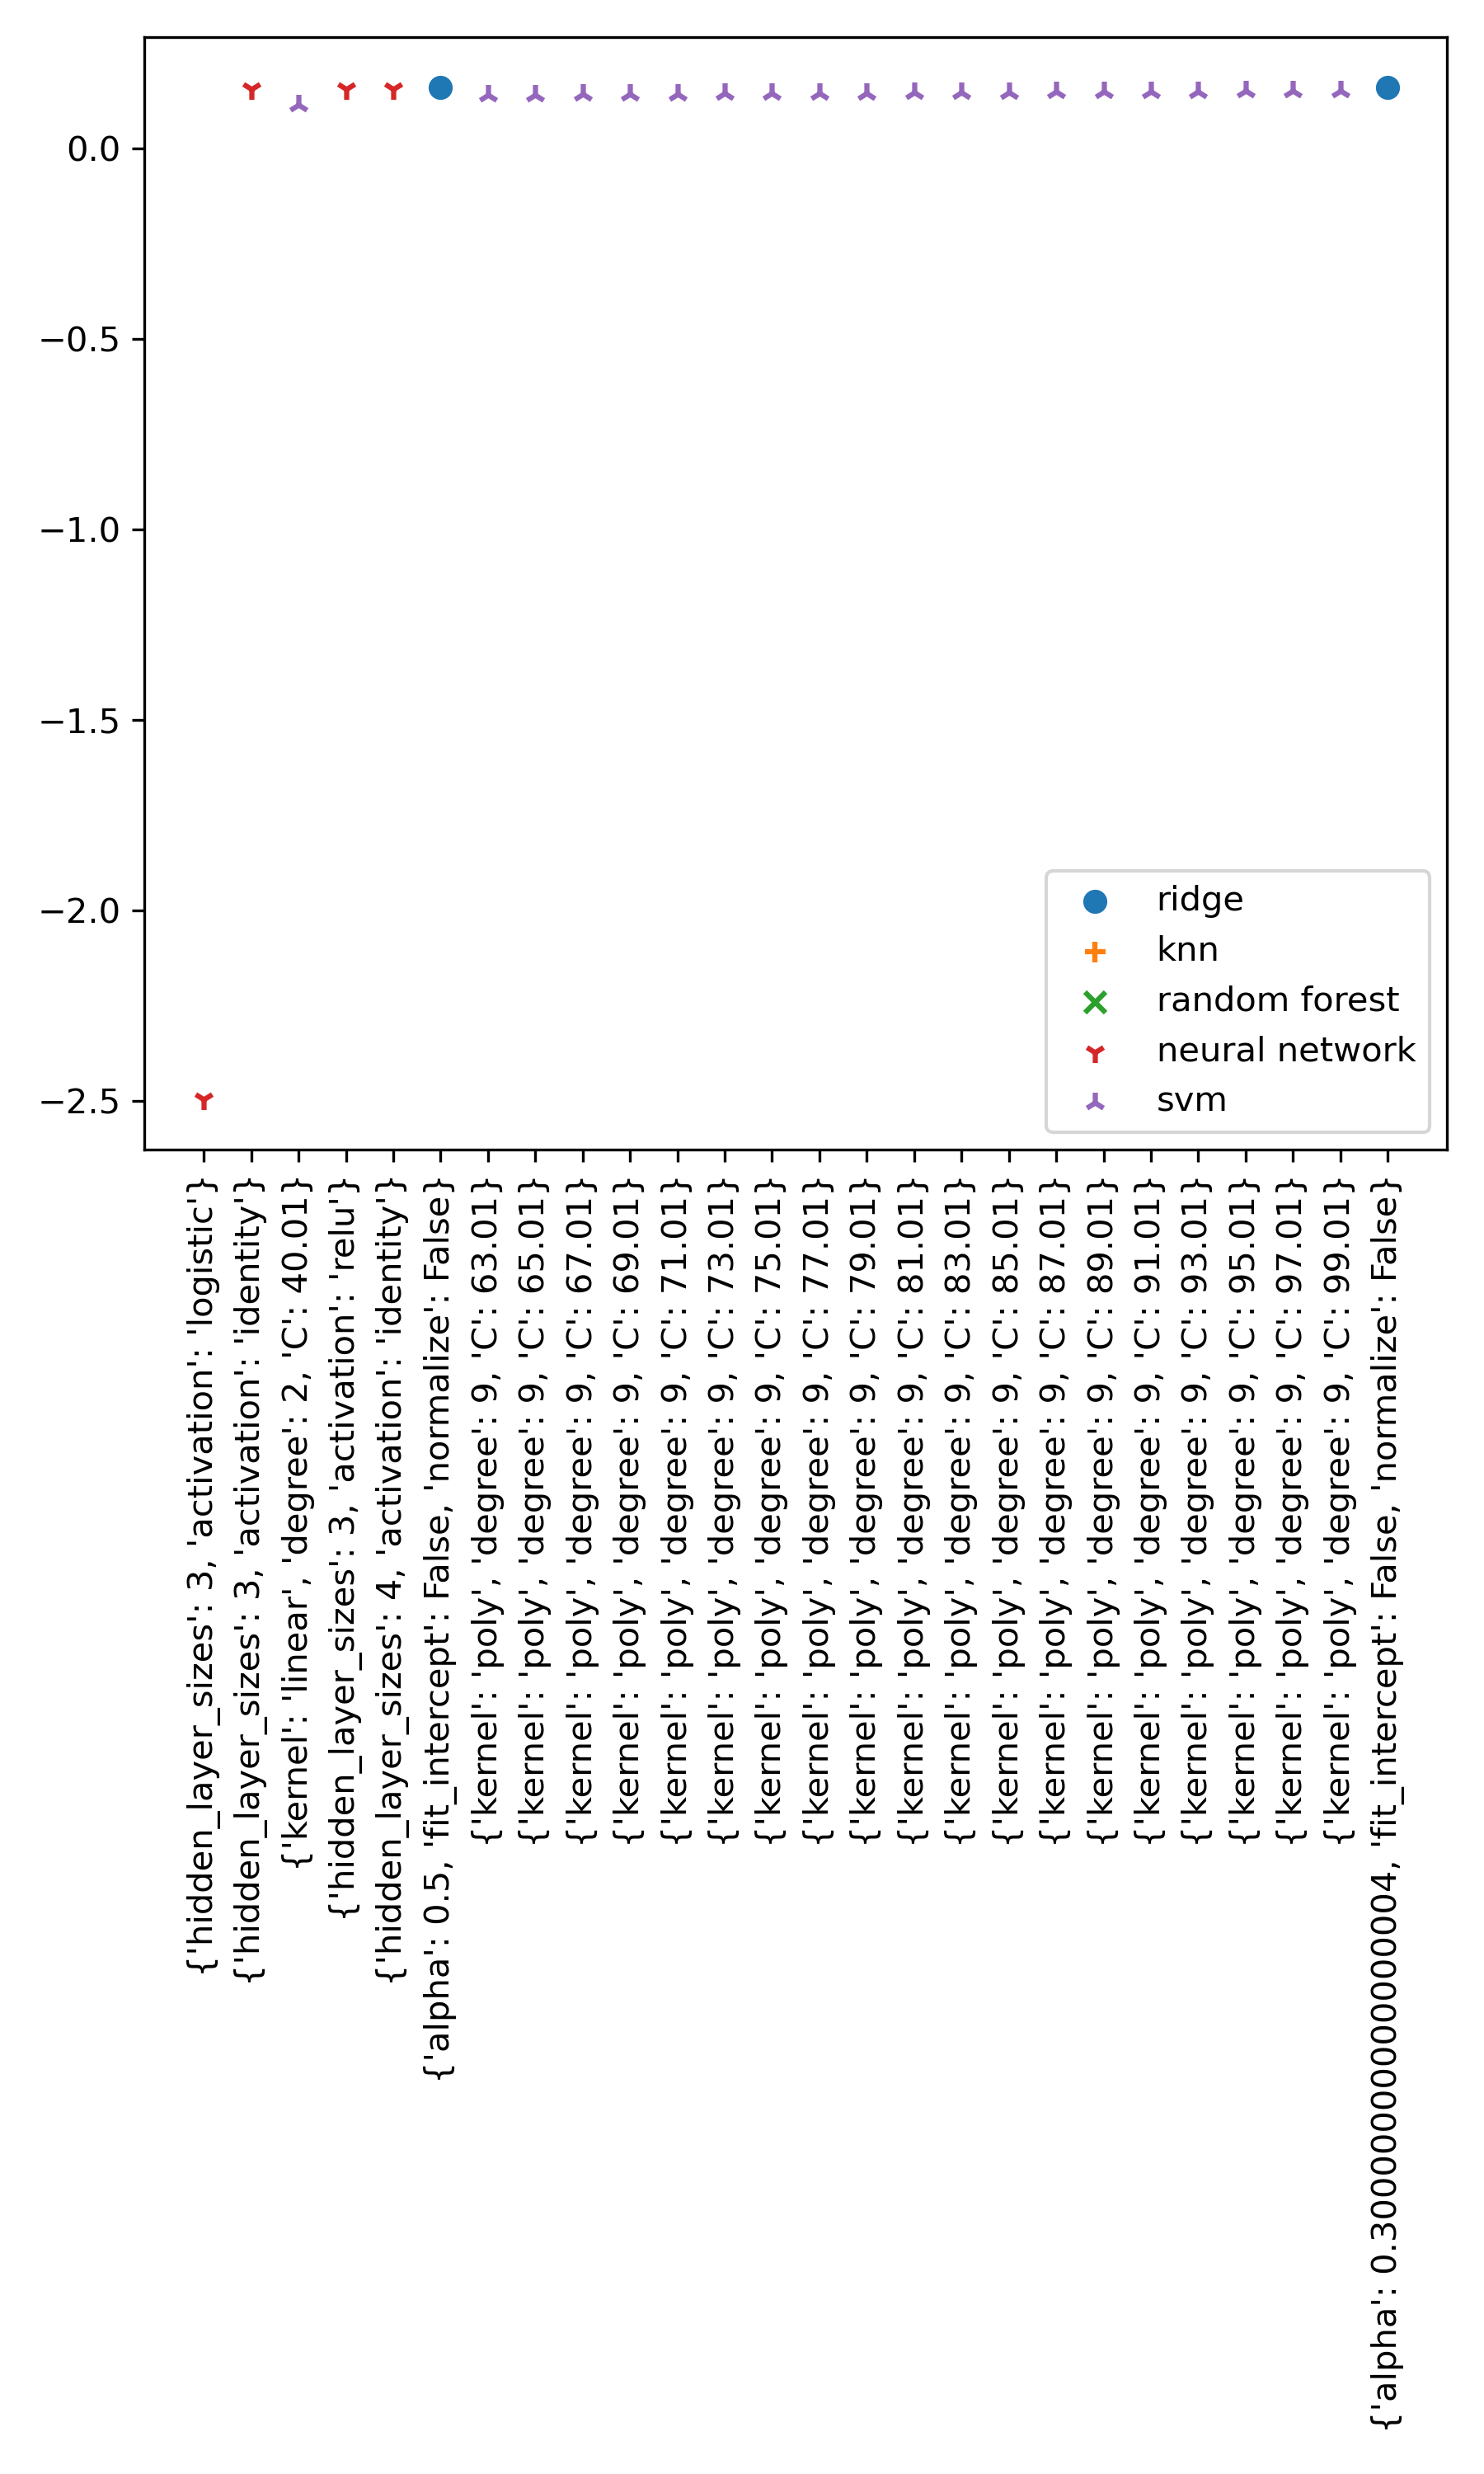 0.0
−0.5
−1.0
−1.5
−2.0
−2.5
ridge
knn
random forest
neural network
svm
{'hidden_layer_sizes': 3, 'activation': 'logistic'}
{'hidden_layer_sizes': 3, 'activation': 'identity'}
{'kernel': 'linear', 'degree': 2, 'C': 40.01}
{'hidden_layer_sizes': 3, 'activation': 'relu'}
{'hidden_layer_sizes': 4, 'activation': 'identity'}
{'alpha': 0.5, 'fit_intercept': False, 'normalize': False}
{'kernel': 'poly', 'degree': 9, 'C': 63.01}
{'kernel': 'poly', 'degree': 9, 'C': 65.01}
{'kernel': 'poly', 'degree': 9, 'C': 67.01}
{'kernel': 'poly', 'degree': 9, 'C': 69.01}
{'kernel': 'poly', 'degree': 9, 'C': 71.01}
{'kernel': 'poly', 'degree': 9, 'C': 73.01}
{'kernel': 'poly', 'degree': 9, 'C': 75.01}
{'kernel': 'poly', 'degree': 9, 'C': 77.01}
{'kernel': 'poly', 'degree': 9, 'C': 79.01}
{'kernel': 'poly', 'degree': 9, 'C': 81.01}
{'kernel': 'poly', 'degree': 9, 'C': 83.01}
{'kernel': 'poly', 'degree': 9, 'C': 85.01}
{'kernel': 'poly', 'degree': 9, 'C': 87.01}
{'kernel': 'poly', 'degree': 9, 'C': 89.01}
{'kernel': 'poly', 'degree': 9, 'C': 91.01}
{'kernel': 'poly', 'degree': 9, 'C': 93.01}
{'kernel': 'poly', 'degree': 9, 'C': 95.01}
{'kernel': 'poly', 'degree': 9, 'C': 97.01}
{'kernel': 'poly', 'degree': 9, 'C': 99.01}
{'alpha': 0.30000000000000004, 'fit_intercept': False, 'normalize': False}